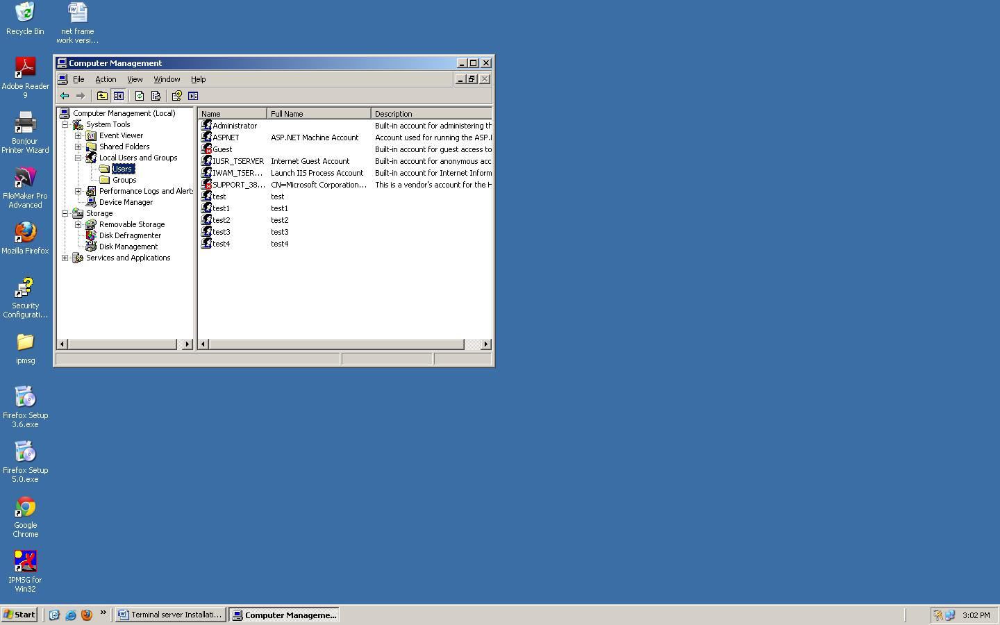 Recycle Bin
net frame
work versi...
Adobe Reader
9
Bonjour
Printer Wizard
FileMaker Pro
Advanced
Mozilla Firefox
Security
Configurati...
ipmsg
Firefox Setup
3.6.exe
Firefox Setup
5.0.exe
Google
Chrome
IPMSG for
Win32
Computer Management
File Action View Window Help
Computer Management (Local)
System Tools
Event Viewer
Shared Folders
Local Users and Groups
Users
Groups
Performance Logs and Alerts
Device Manager
Storage
Removable Storage
Disk Defragmenter
Disk Management
Services and Applications
Name Full Name Description
Administrator Built-in account for administering th
ASPNET ASP.NET Machine Account Account used for running the ASP.
Guest Built-in account for guest access to
IUSR_TSERVER Internet Guest Account Built-in account for anonymous acc
IWAM_TSER... Launch IIS Process Account Built-in account for Internet Inform
SUPPORT_38... CN=Microsoft Corporation... This is a vendor's account for the H
test test
test1 test1
test2 test2
test3 test3
test4 test4
Start » Terminal server Installati... Computer Manageme... 3:02 PM